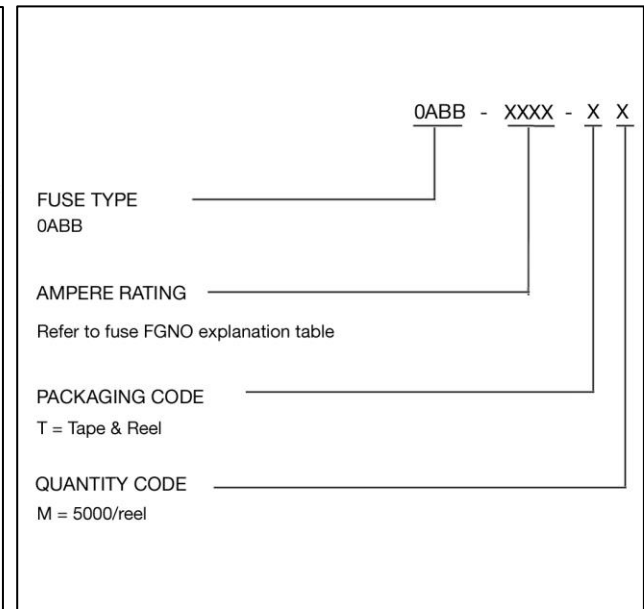 0ABB - XXXX - X X
FUSE TYPE
0ABB
AMPERE RATING
Refer to fuse FGNO explanation table
PACKAGING CODE
T = Tape & Reel
QUANTITY CODE
M = 5000/reel